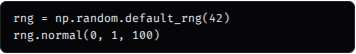 rng = np.random.default_rng(42)
rng.normal(0, 1, 100)